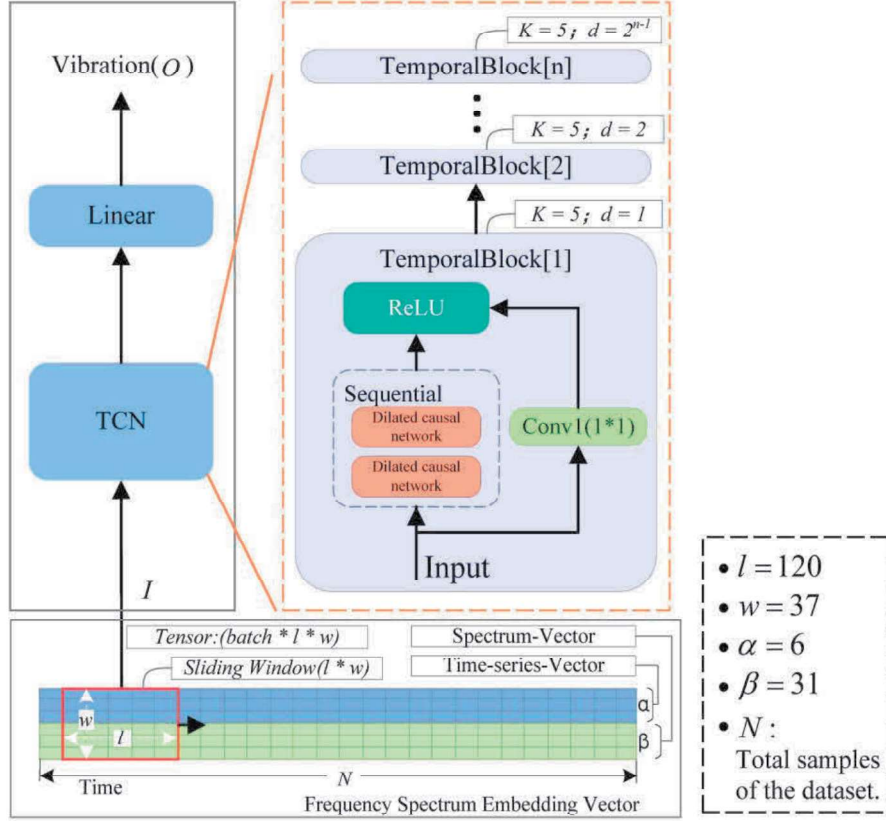 Vibration(O)
Linear
TCN
I
K = 5; d = 2^{n-1}
TemporalBlock[n]
K = 5; d = 2
TemporalBlock[2]
K = 5; d = 1
TemporalBlock[1]
ReLU
Sequential
Dilated causal
network
Dilated causal
network
Conv1(1*1)
Input
Tensor:(batch * l * w)
Spectrum-Vector
Sliding Window(l * w)
Time-series-Vector
w
l
α
β
N
Time
Frequency Spectrum Embedding Vector
• l = 120
• w = 37
• α = 6
• β = 31
• N :
Total samples
of the dataset.